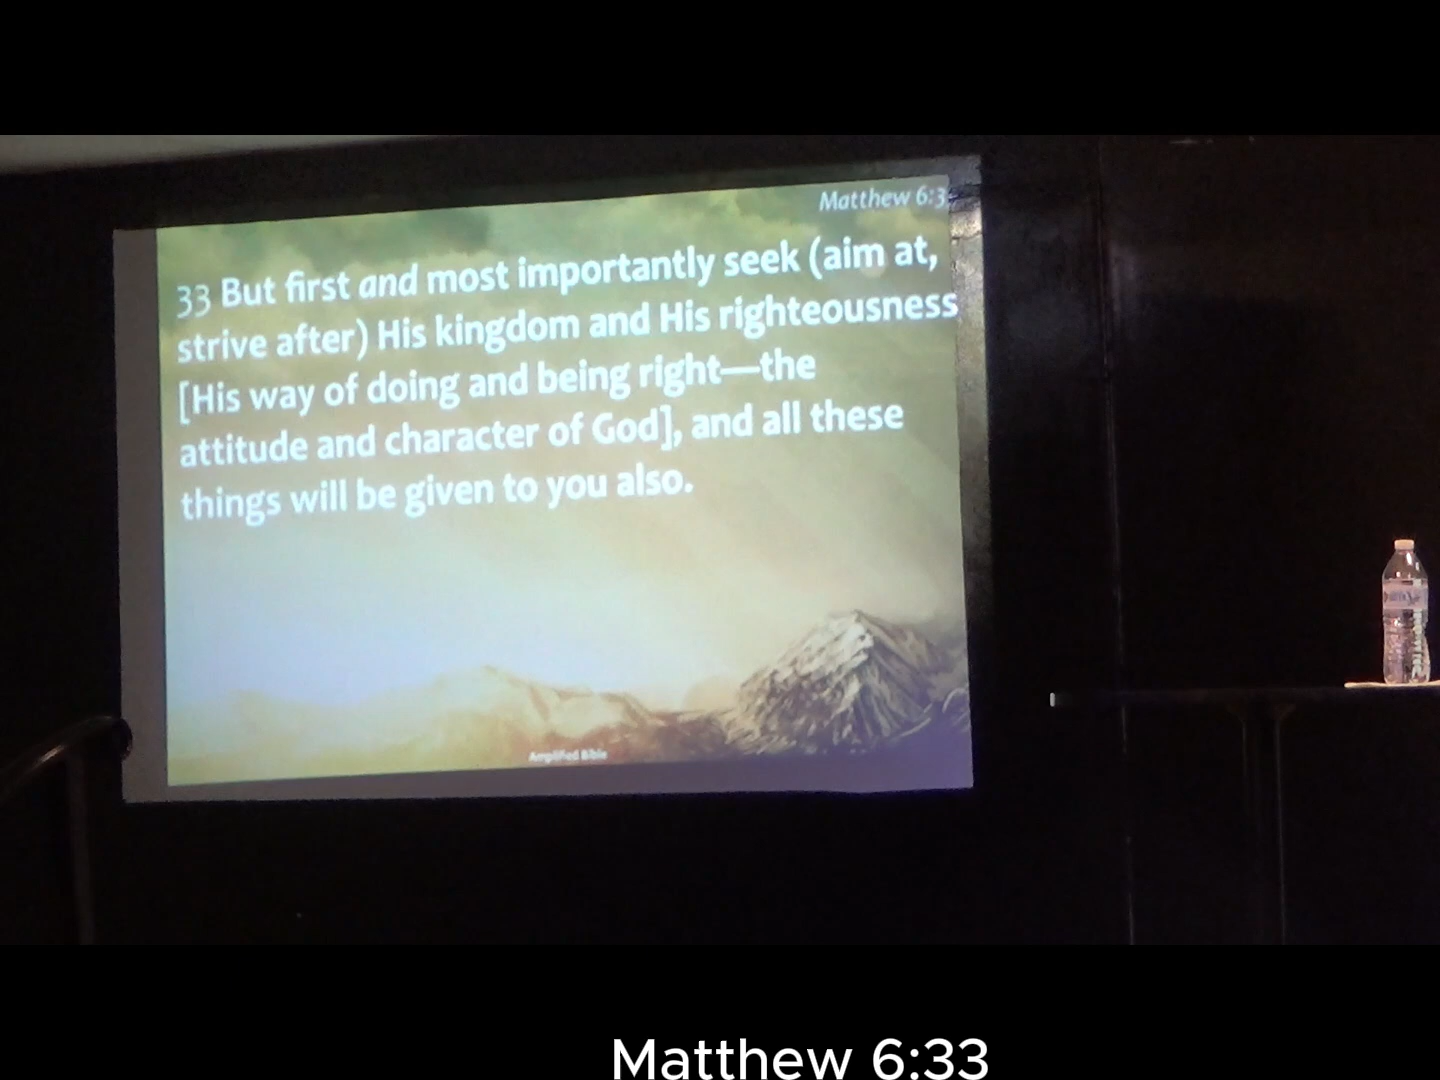 Matthew 6:3
33 But first and most importantly seek (aim at,
strive after) His kingdom and His righteousness
[His way of doing and being right—the
attitude and character of God], and all these
things will be given to you also.
Amplified Bible
Matthew 6:33